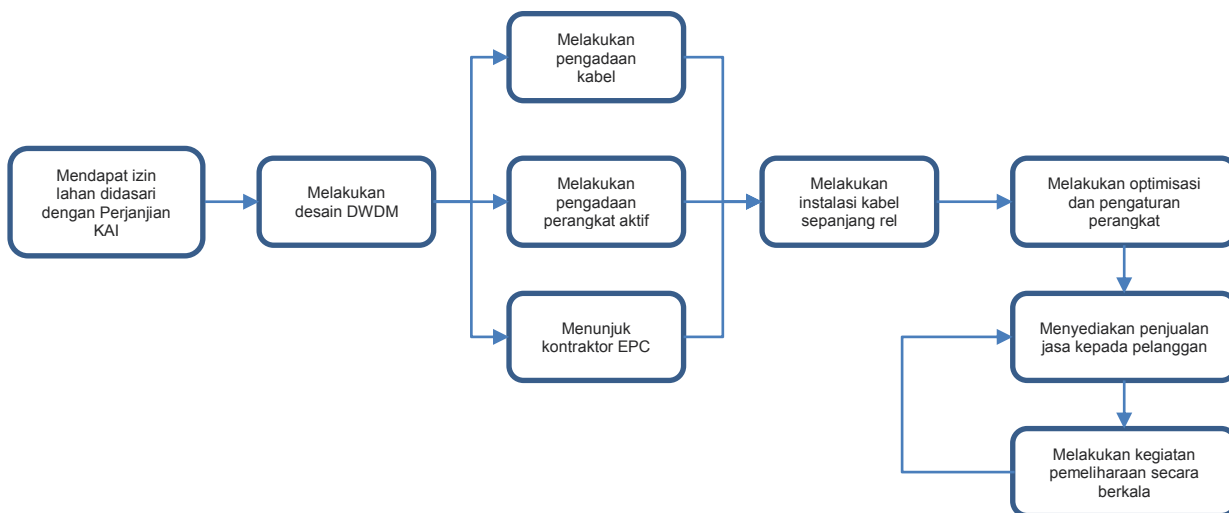 Mendapat izin
lahan didasari
dengan Perjanjian
KAI
Melakukan
desain DWDM
Melakukan
pengadaan
kabel
Melakukan
pengadaan
perangkat aktif
Menunjuk
kontraktor EPC
Melakukan
instalasi kabel
sepanjang rel
Melakukan optimisasi
dan pengaturan
perangkat
Menyediakan penjualan
jasa kepada pelanggan
Melakukan kegiatan
pemeliharaan secara
berkala